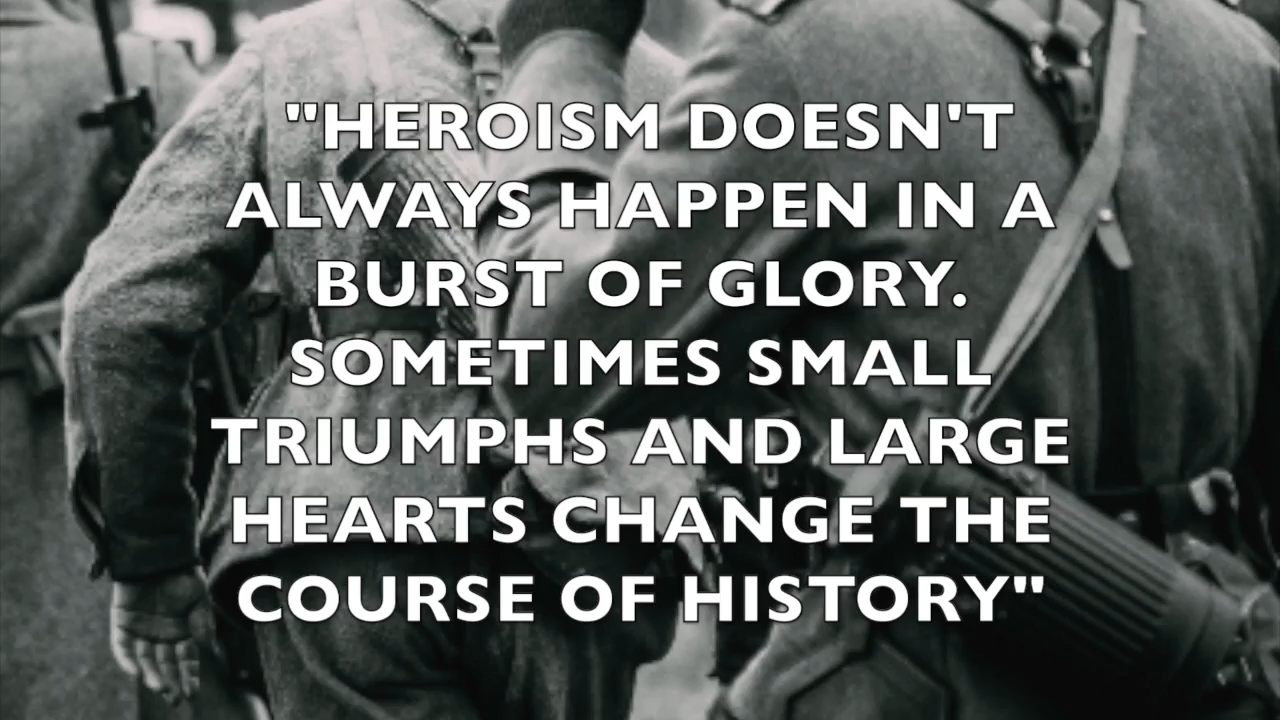 "HEROISM DOESN'T
ALWAYS HAPPEN IN A
BURST OF GLORY.
SOMETIMES SMALL
TRIUMPHS AND LARGE
HEARTS CHANGE THE
COURSE OF HISTORY"